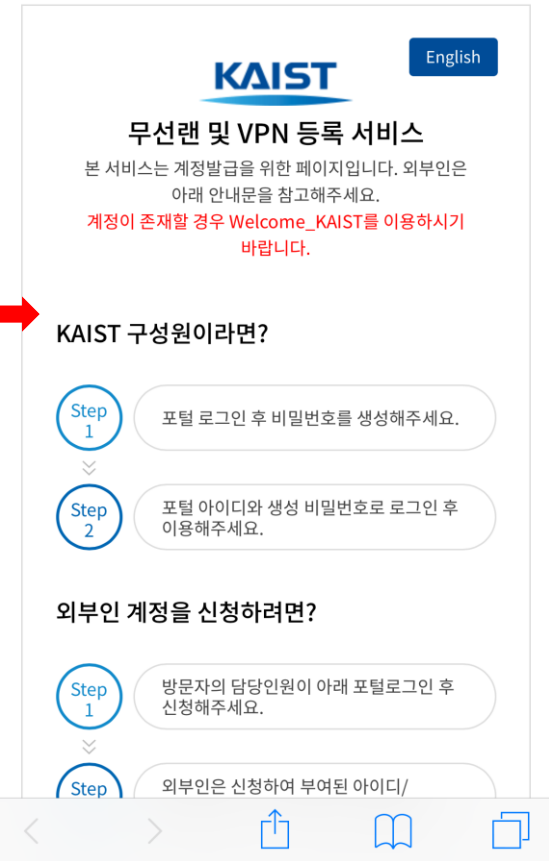 English
KAIST
무선랜 및 VPN 등록 서비스
본 서비스는 계정발급을 위한 페이지입니다. 외부인은
아래 안내문을 참고해주세요.
계정이 존재할 경우 Welcome_KAIST를 이용하시기
바랍니다.
KAIST 구성원이라면?
Step
1
포털 로그인 후 비밀번호를 생성해주세요.
Step
2
포털 아이디와 생성 비밀번호로 로그인 후
이용해주세요.
외부인 계정을 신청하려면?
Step
1
방문자의 담당인원이 아래 포털로그인 후
신청해주세요.
Step
외부인은 신청하여 부여된 아이디/